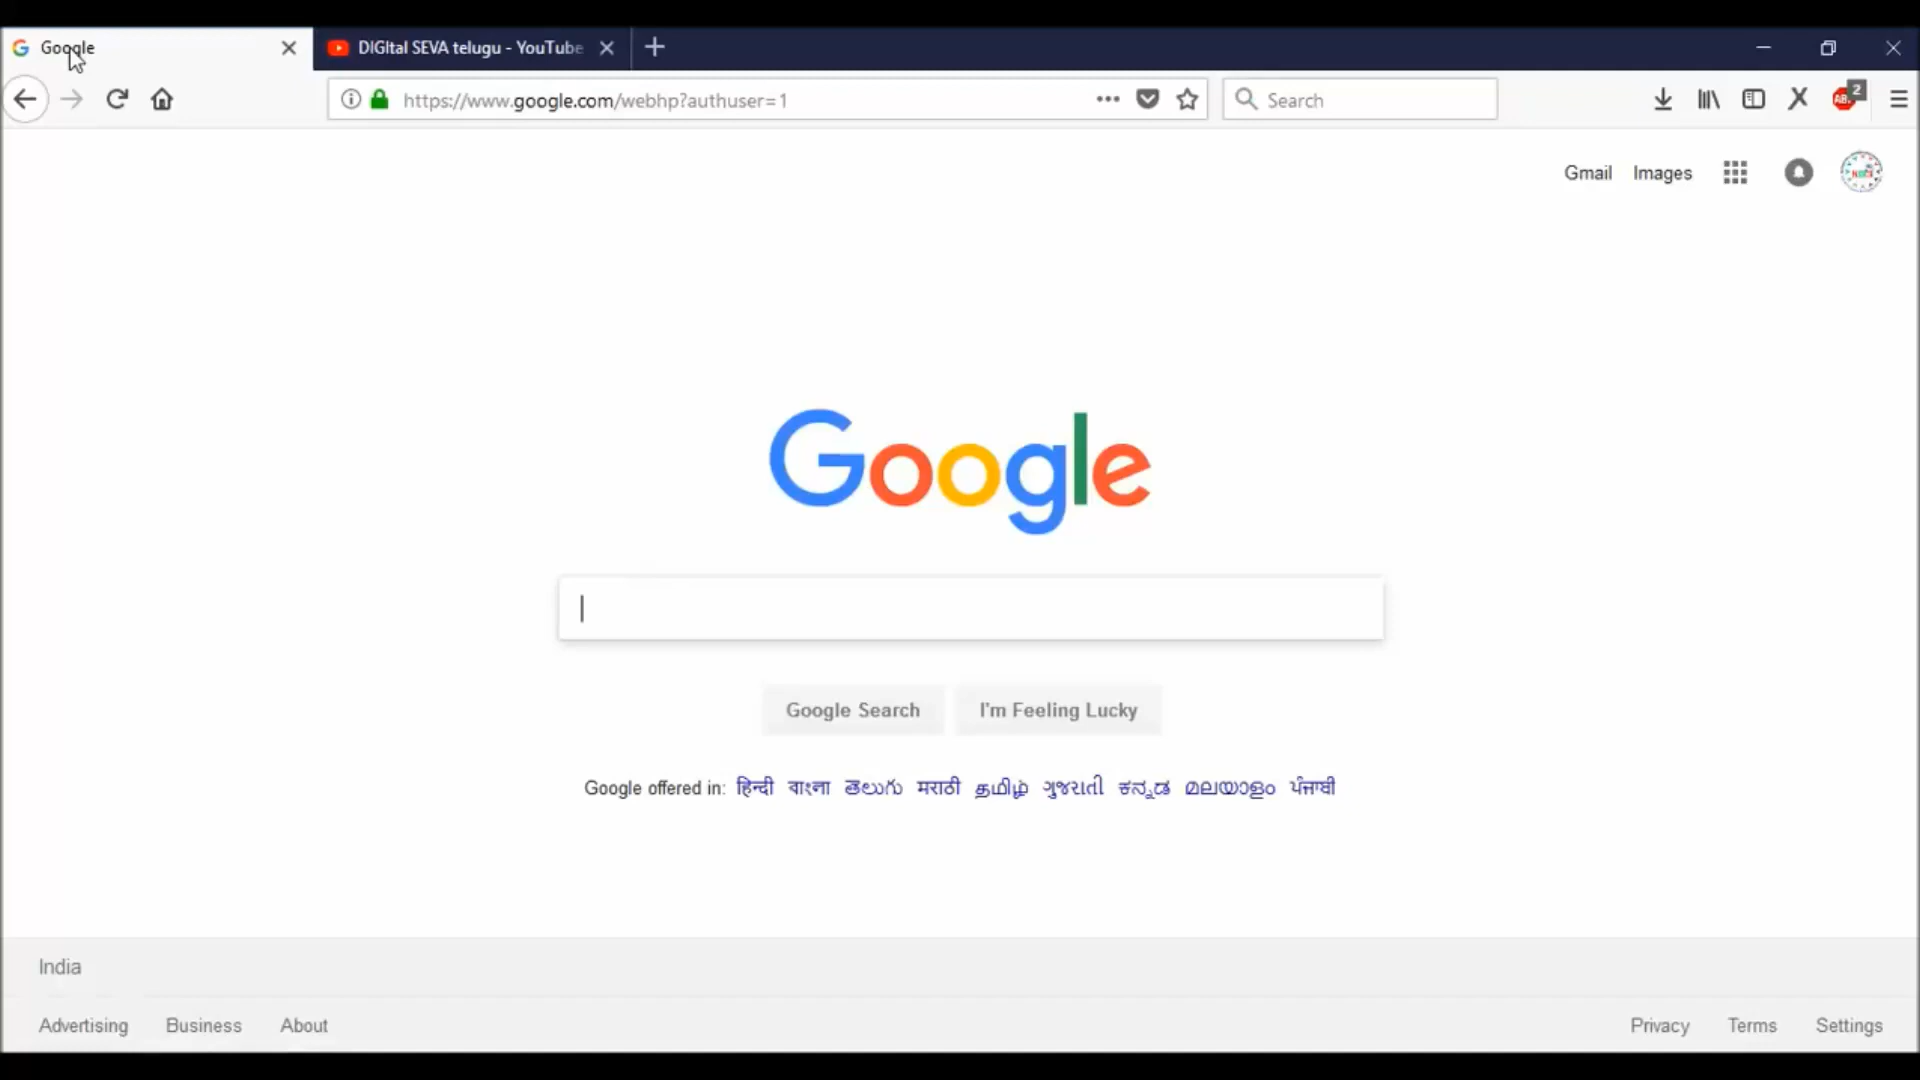 Google
DIGItal SEVA telugu - YouTube
https://www.google.com/webhp?authuser=1
Search
2
Gmail Images
Google
Google Search I'm Feeling Lucky
Google offered in: हिन्दी বাংলা తెలుగు मराठी தமிழ் ગુજરાતી ಕನ್ನಡ മലയാളം ਪੰਜਾਬੀ
India
Advertising Business About Privacy Terms Settings